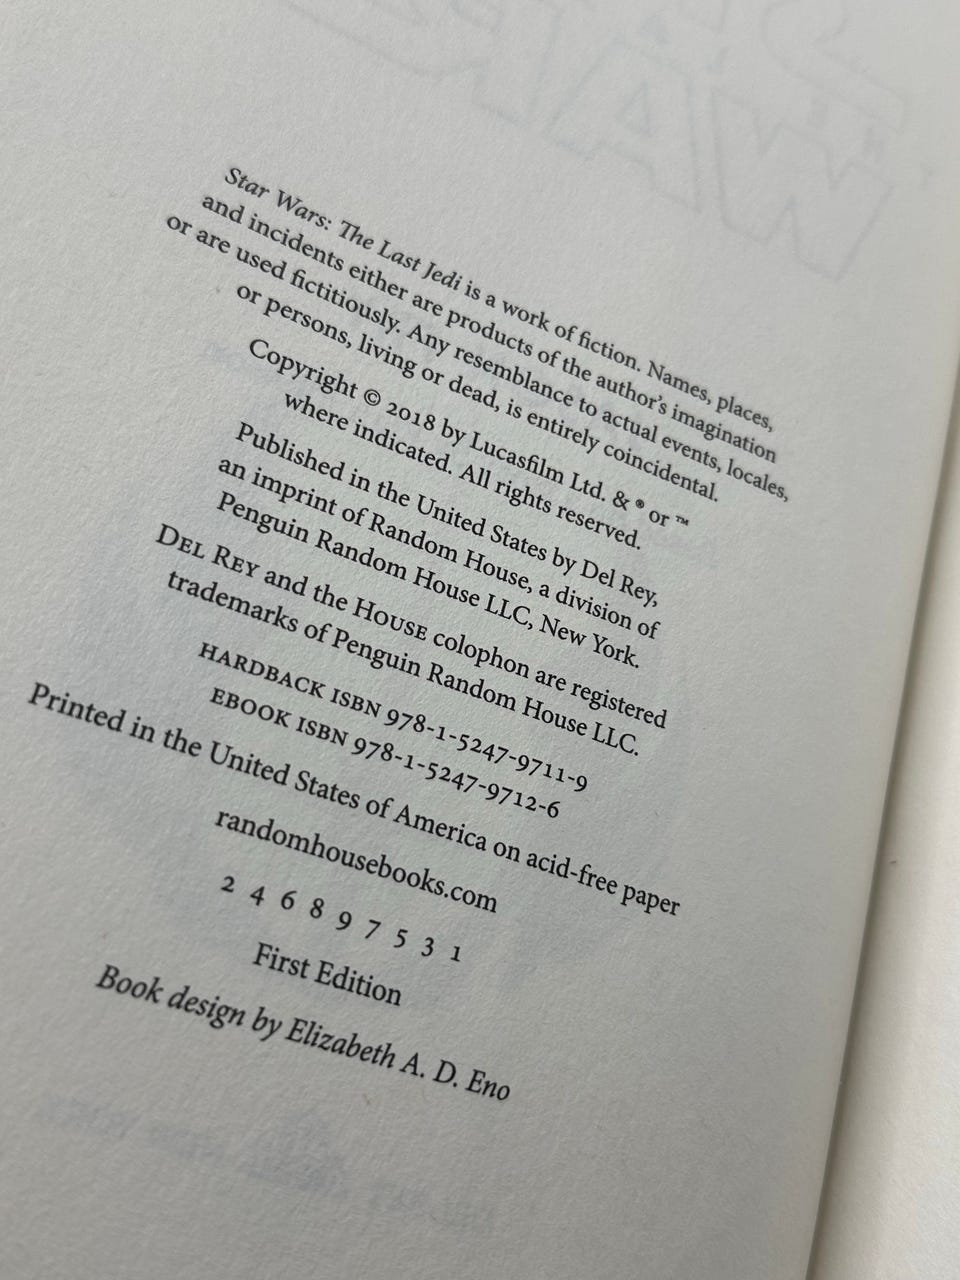 Star Wars: The Last Jedi is a work of fiction. Names, places,
and incidents either are products of the author's imagination
or are used fictitiously. Any resemblance to actual events, locales,
or persons, living or dead, is entirely coincidental.
Copyright © 2018 by Lucasfilm Ltd. & ® or ™
where indicated. All rights reserved.
Published in the United States by Del Rey,
an imprint of Random House, a division of
Penguin Random House LLC, New York.
DEL REY and the HOUSE colophon are registered
trademarks of Penguin Random House LLC.
HARDBACK ISBN 978-1-5247-9711-9
EBOOK ISBN 978-1-5247-9712-6
Printed in the United States of America on acid-free paper
randomhousebooks.com
2 4 6 8 9 7 5 3 1
First Edition
Book design by Elizabeth A. D. Eno